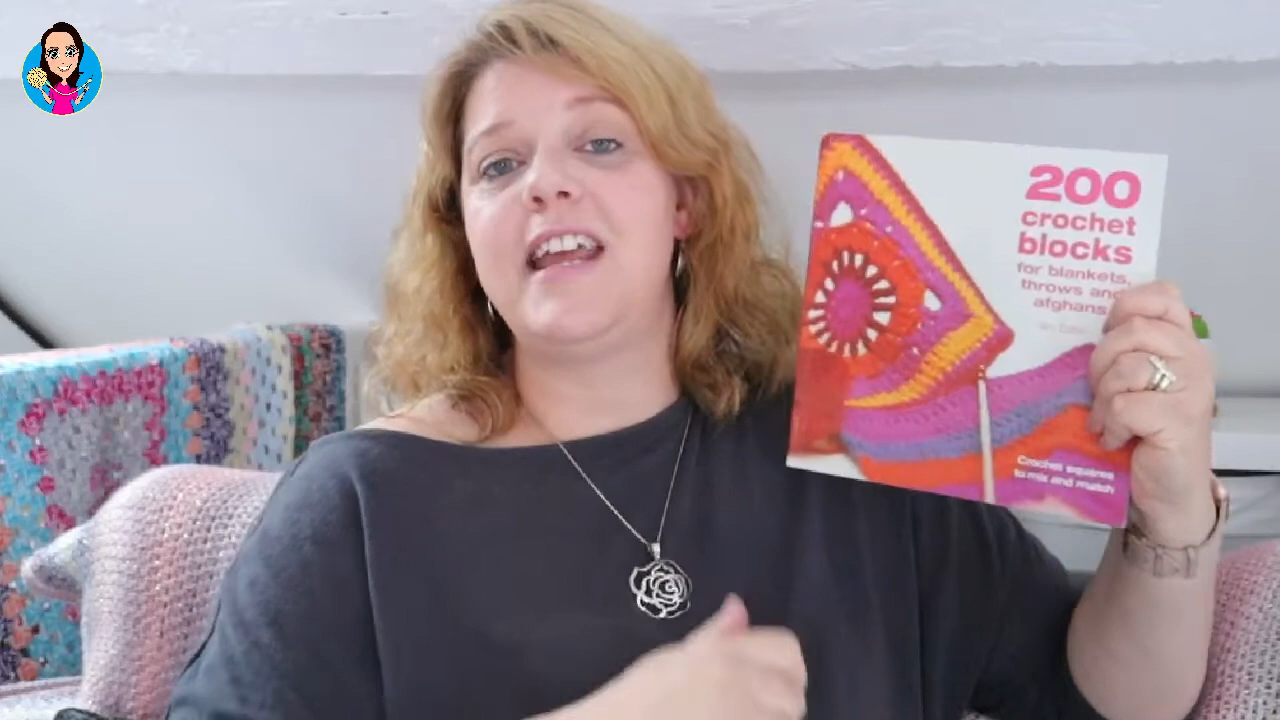 200
crochet
blocks
for blankets,
throws and
afghans
Crochet squares
to mix and match